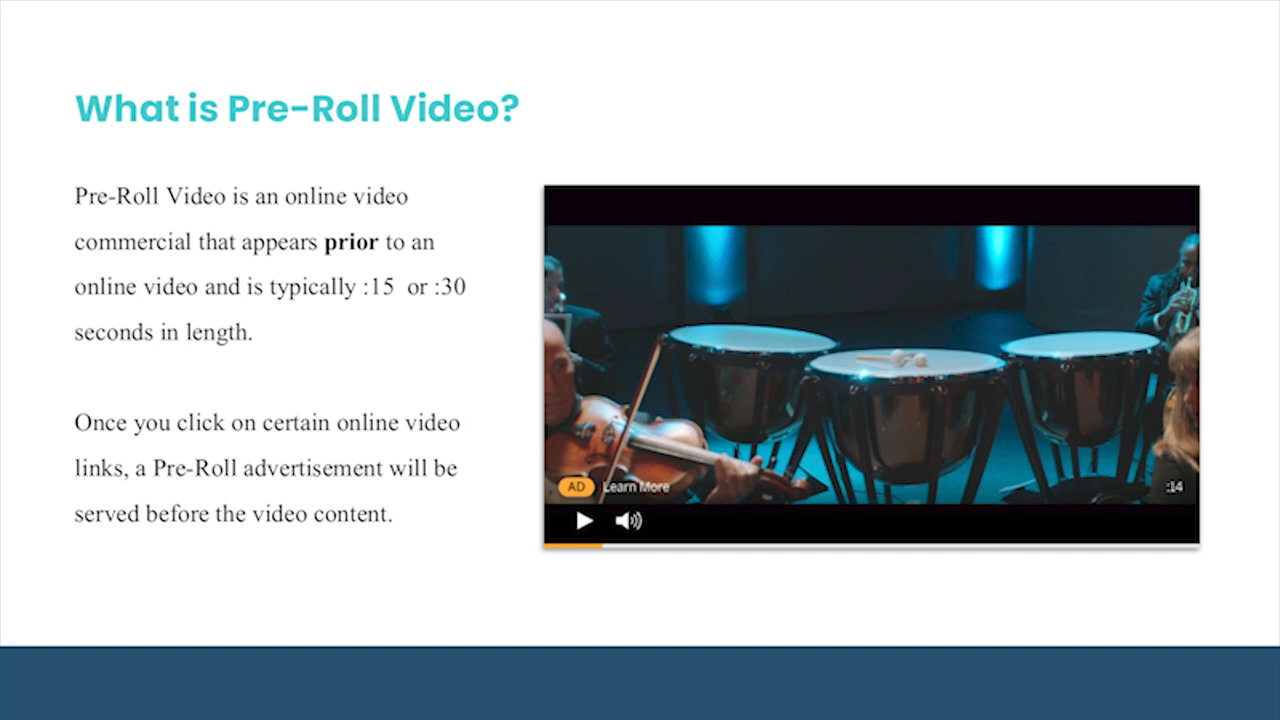 What is Pre-Roll Video?
Pre-Roll Video is an online video
commercial that appears prior to an
online video and is typically :15  or :30
seconds in length.
Once you click on certain online video
links, a Pre-Roll advertisement will be
served before the video content.
AD Learn More
:14